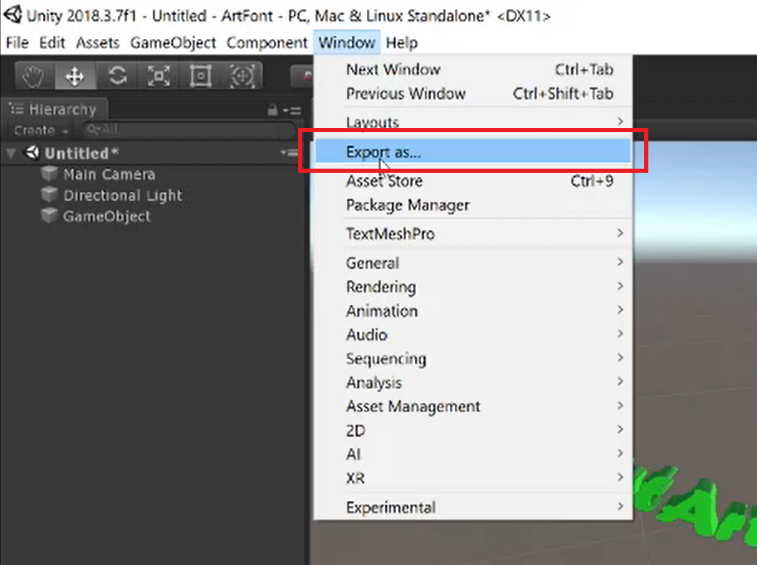 Unity 2018.3.7f1 - Untitled - ArtFont - PC, Mac & Linux Standalone* <DX11>
File Edit Assets GameObject Component Window Help
Next Window Ctrl+Tab
Previous Window Ctrl+Shift+Tab
Hierarchy
Layouts
Create All
Export as...
Untitled*
Main Camera
Asset Store Ctrl+9
Directional Light
Package Manager
GameObject
TextMeshPro
General
Rendering
Animation
Audio
Sequencing
Analysis
Asset Management
2D
AI
XR
Experimental